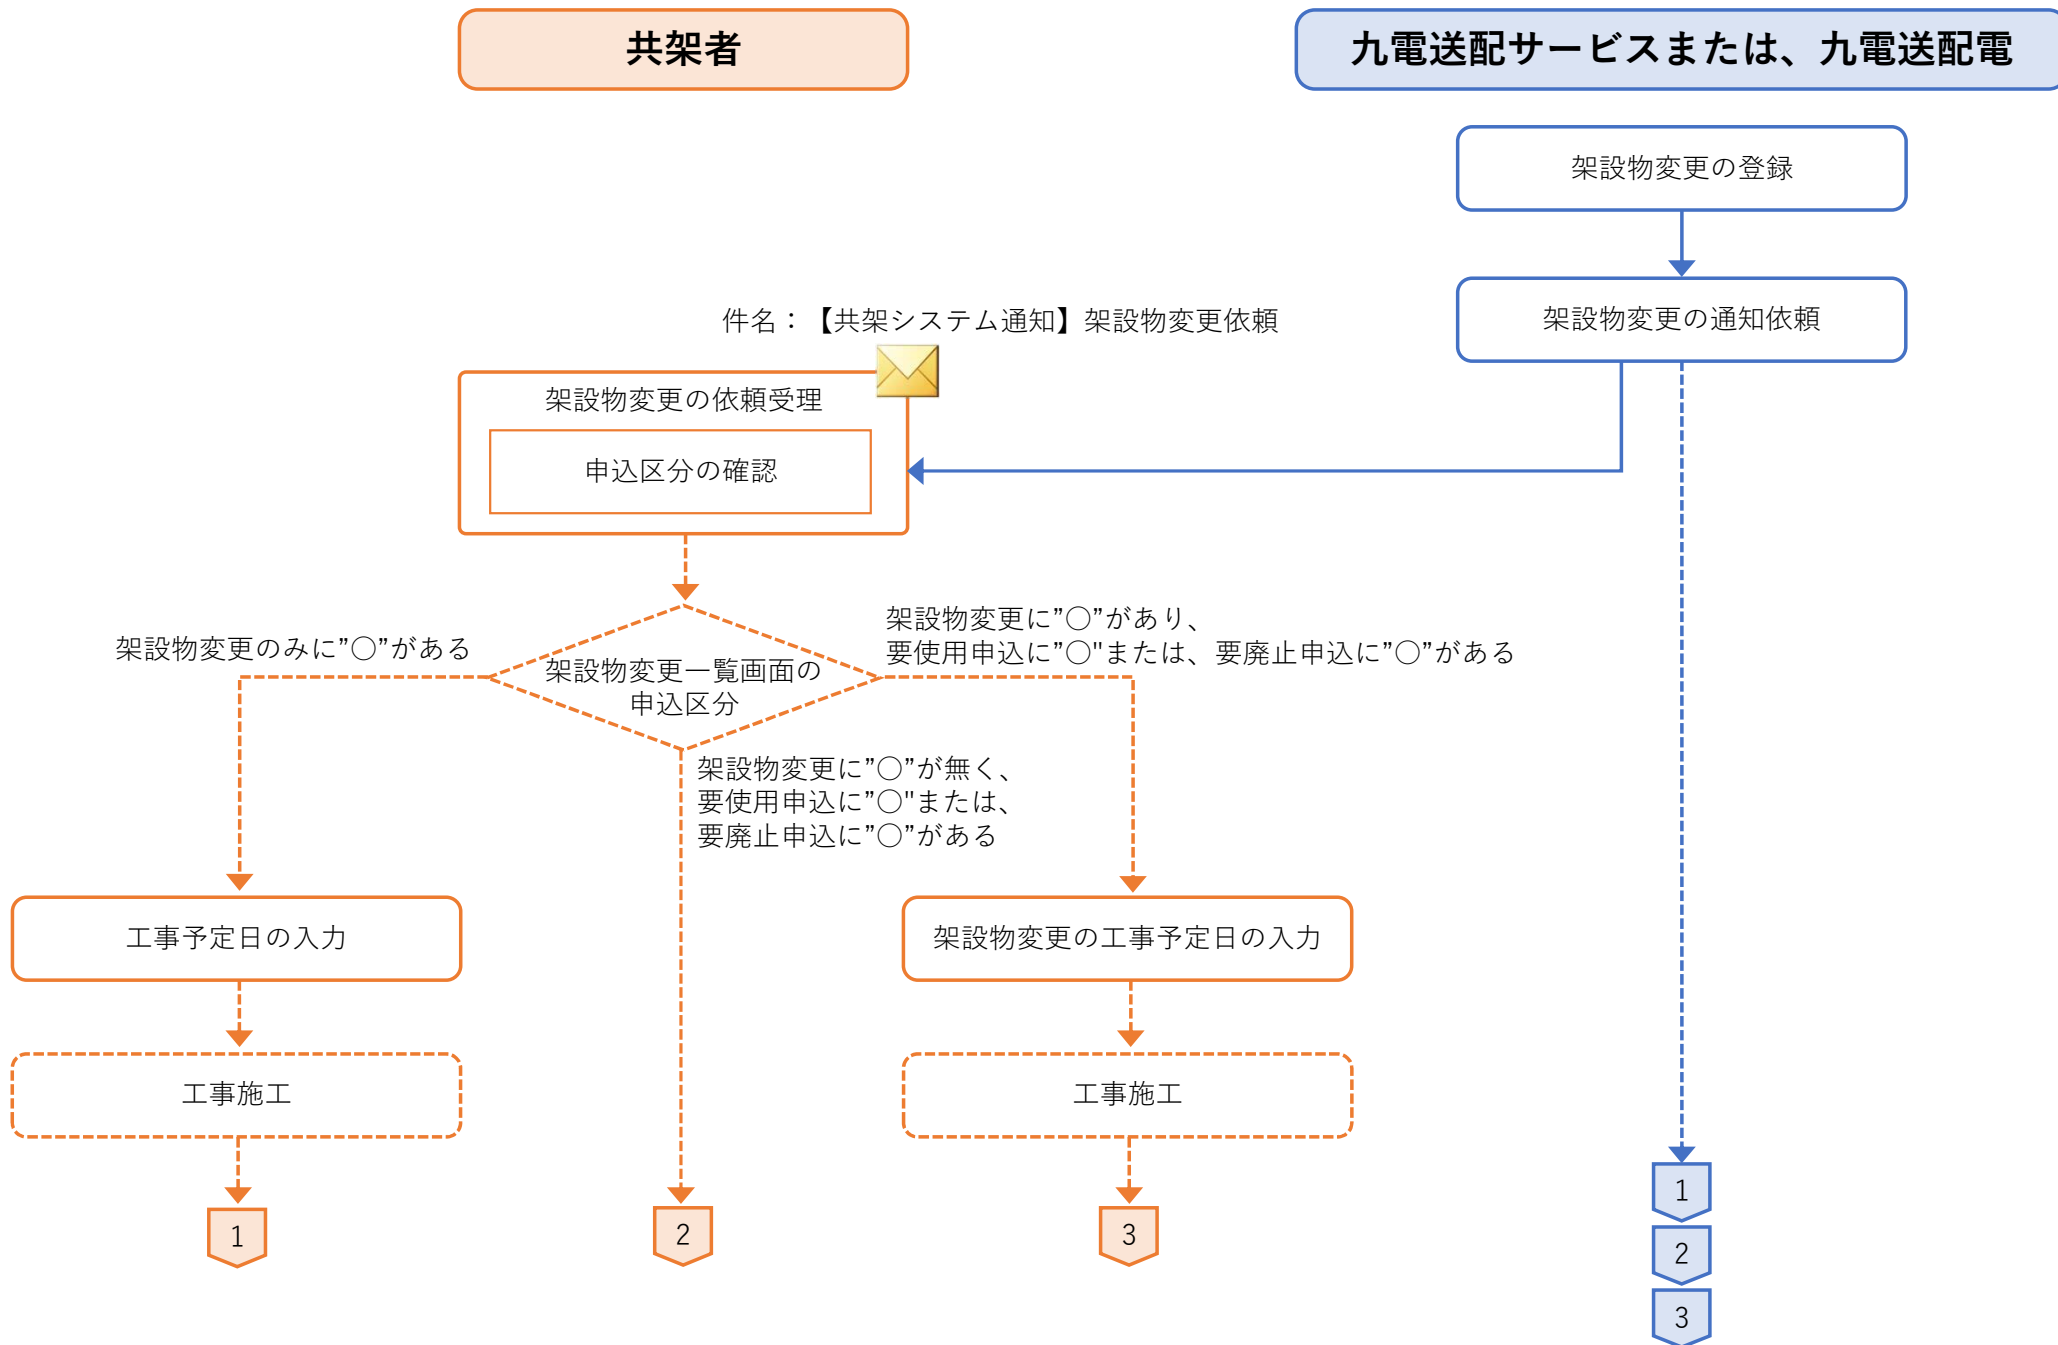 共架者
九電送配サービスまたは、九電送配電
架設物変更の登録
架設物変更の通知依頼
件名：【共架システム通知】架設物変更依頼
架設物変更の依頼受理
申込区分の確認
架設物変更のみに”〇”がある
架設物変更一覧画面の
申込区分
架設物変更に”〇”があり、
要使用申込に”〇"または、要廃止申込に”〇”がある
架設物変更に”〇”が無く、
要使用申込に”〇"または、
要廃止申込に”〇”がある
工事予定日の入力
架設物変更の工事予定日の入力
工事施工
工事施工
1
2
3
1
2
3